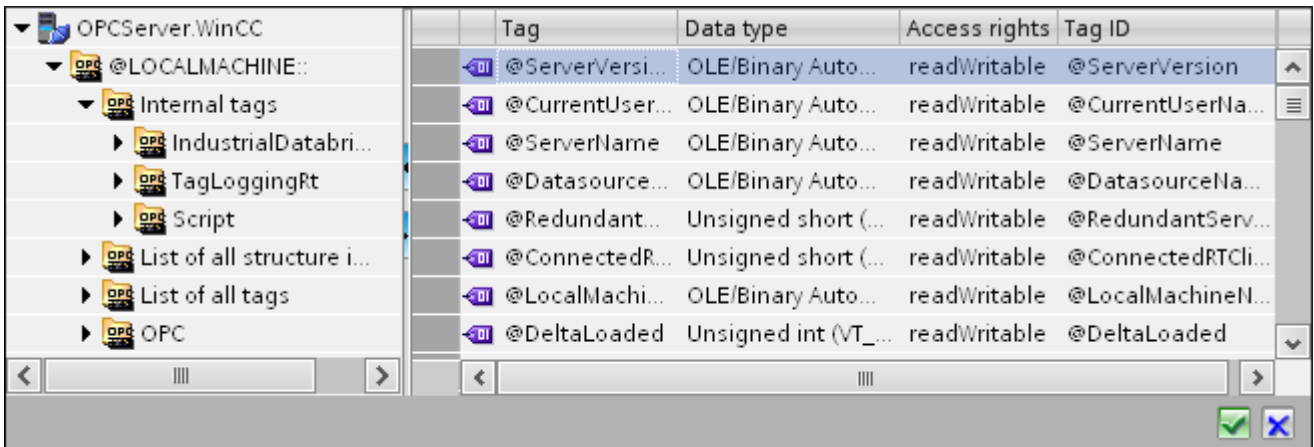 OPCServer.WinCC
@LOCALMACHINE::
Internal tags
IndustrialDatabri...
TagLoggingRt
Script
List of all structure i...
List of all tags
OPC
Tag Data type Access rights Tag ID
@ServerVersi... OLE/Binary Auto... readWritable @ServerVersion
@CurrentUser... OLE/Binary Auto... readWritable @CurrentUserNa...
@ServerName OLE/Binary Auto... readWritable @ServerName
@Datasource... OLE/Binary Auto... readWritable @DatasourceNa...
@Redundant... Unsigned short (... readWritable @RedundantServ...
@ConnectedR... Unsigned short (... readWritable @ConnectedRTCli...
@LocalMachi... OLE/Binary Auto... readWritable @LocalMachineN...
@DeltaLoaded Unsigned int (VT_... readWritable @DeltaLoaded